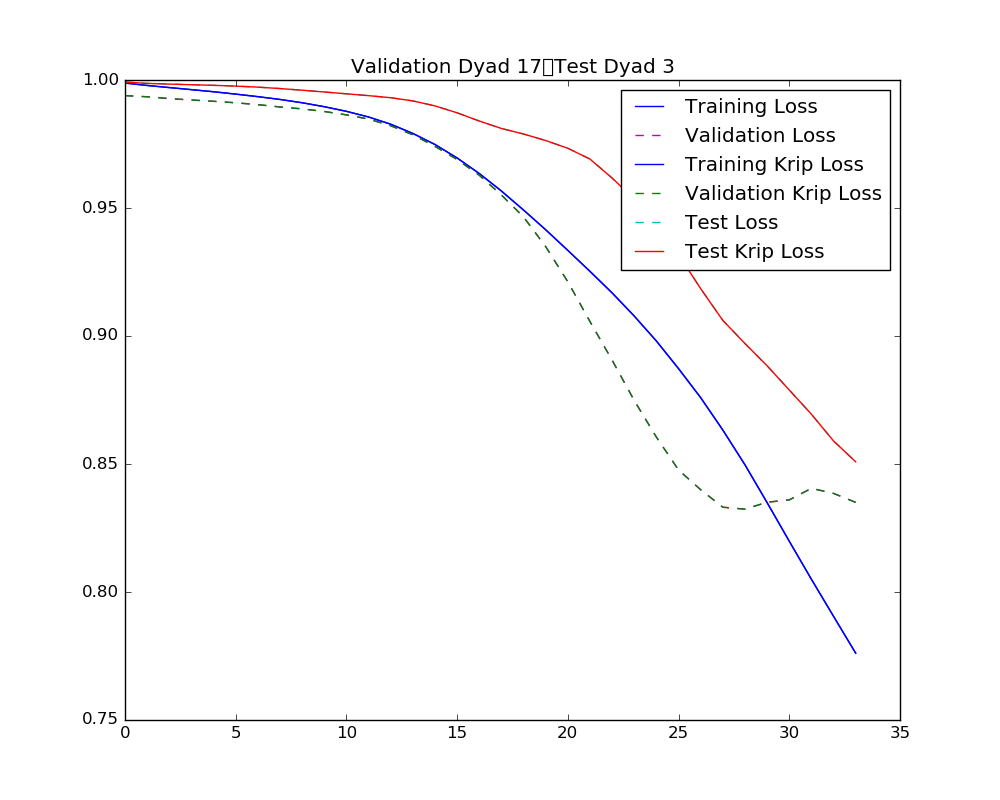 Validation Dyad 17 Test Dyad 3
1.00
0.95
0.90
0.85
0.80
0.75
Training Loss
Validation Loss
Training Krip Loss
Validation Krip Loss
Test Loss
Test Krip Loss
0 5 10 15 20 25 30 35